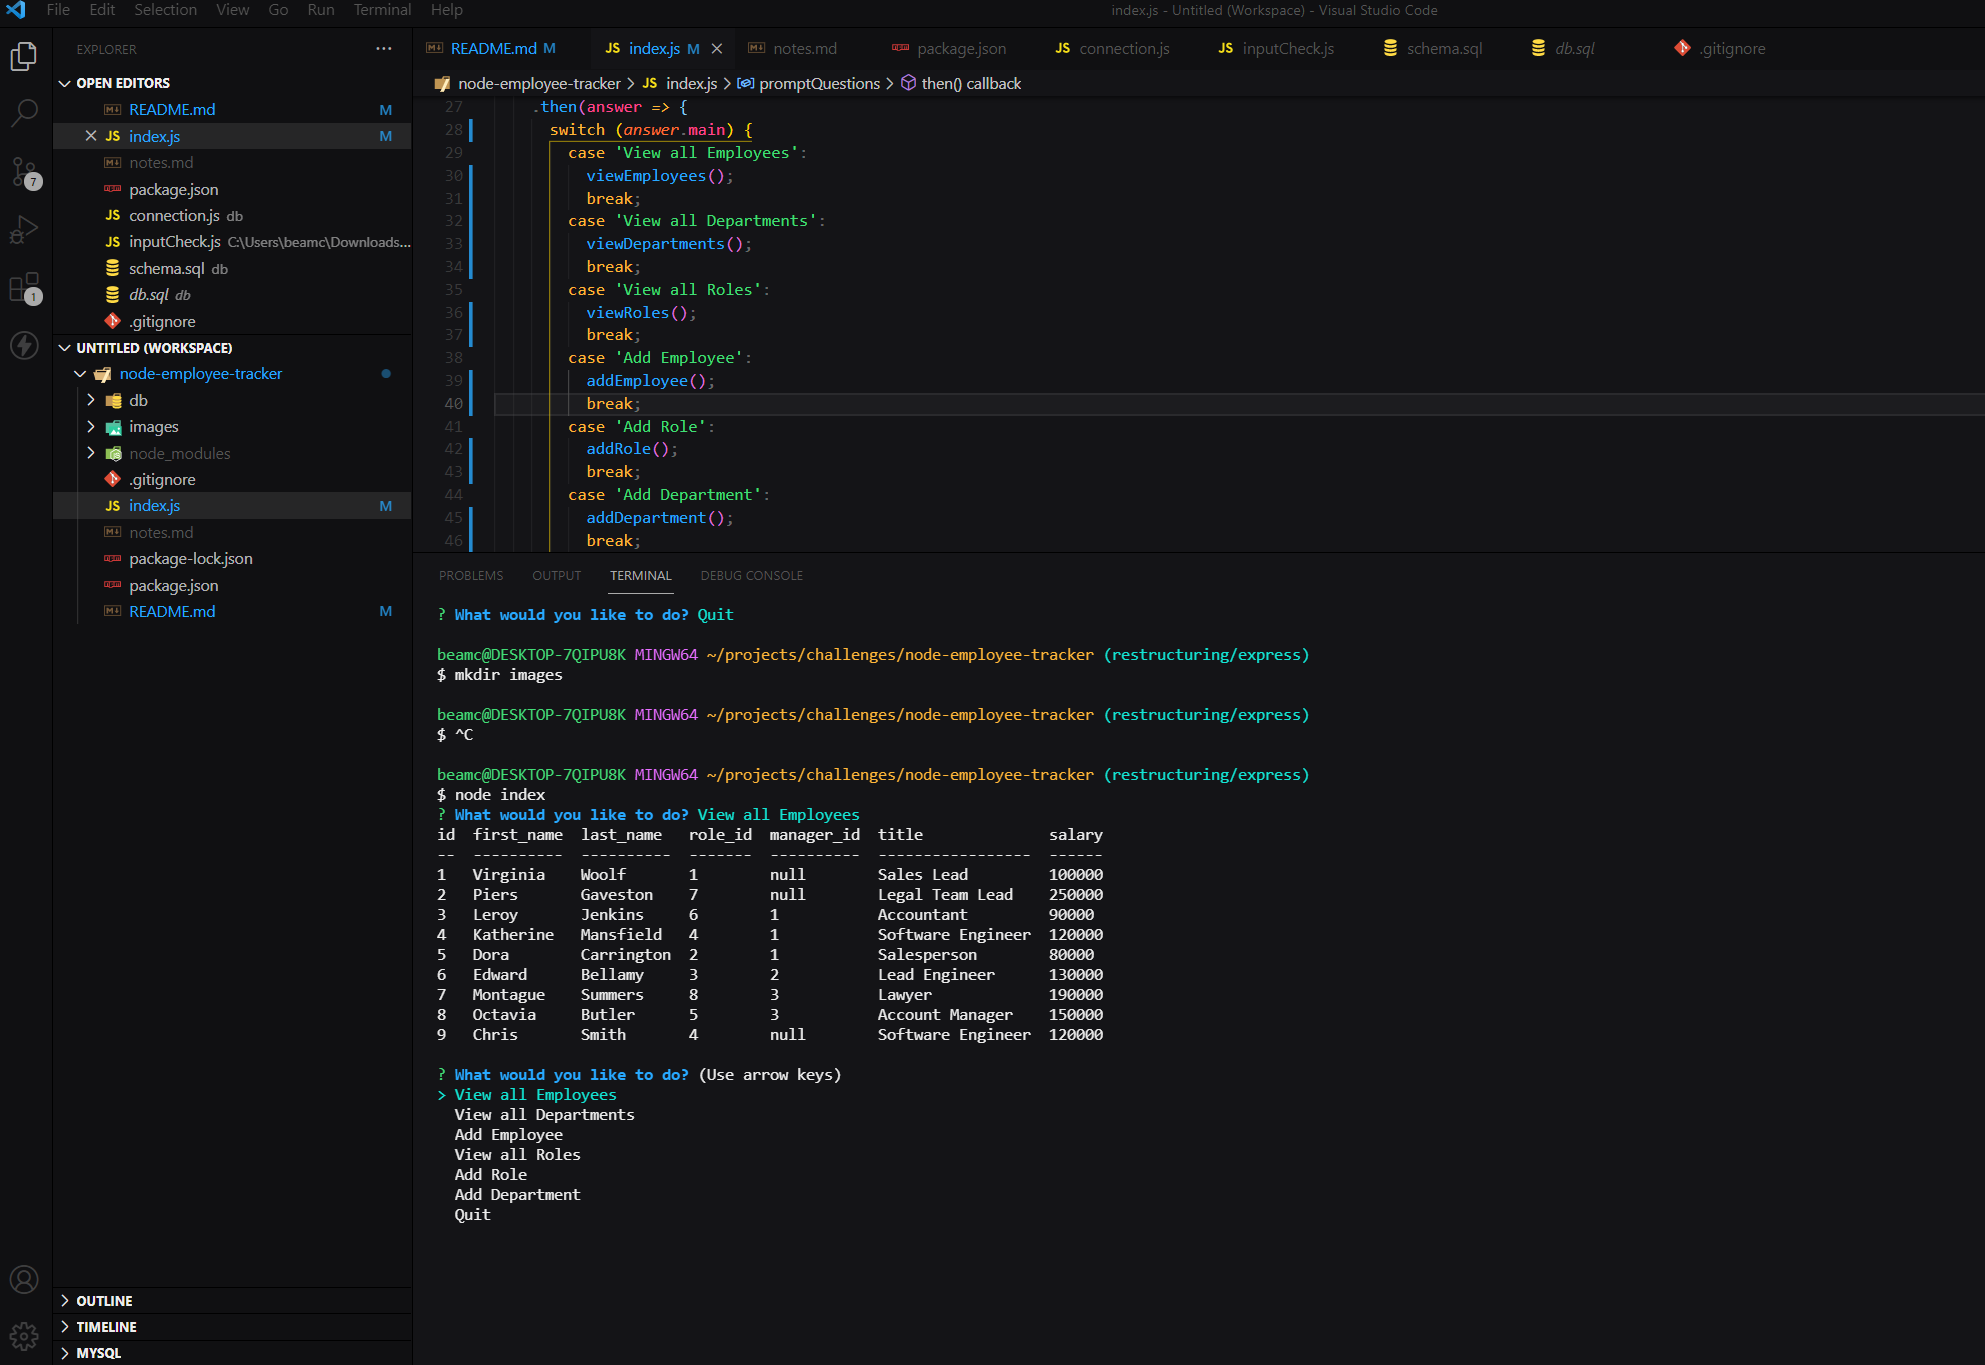 File Edit Selection View Go Run Terminal Help
index.js - Untitled (Workspace) - Visual Studio Code
EXPLORER ...
OPEN EDITORS
README.md M
JS index.js M
notes.md
package.json
JS connection.js db
JS inputCheck.js C:\Users\beamc\Downloads...
schema.sql db
db.sql db
.gitignore
UNTITLED (WORKSPACE)
node-employee-tracker
db
images
node_modules
.gitignore
JS index.js M
notes.md
package-lock.json
package.json
README.md M
OUTLINE
TIMELINE
MYSQL
7
1
README.md M JS index.js M notes.md package.json JS connection.js JS inputCheck.js schema.sql db.sql .gitignore
node-employee-tracker > JS index.js > promptQuestions > then() callback
27 .then(answer => {
28 switch (answer.main) {
29 case 'View all Employees':
30 viewEmployees();
31 break;
32 case 'View all Departments':
33 viewDepartments();
34 break;
35 case 'View all Roles':
36 viewRoles();
37 break;
38 case 'Add Employee':
39 addEmployee();
40 break;
41 case 'Add Role':
42 addRole();
43 break;
44 case 'Add Department':
45 addDepartment();
46 break;
PROBLEMS OUTPUT TERMINAL DEBUG CONSOLE
? What would you like to do? Quit
beamc@DESKTOP-7QIPU8K MINGW64 ~/projects/challenges/node-employee-tracker (restructuring/express)
$ mkdir images
beamc@DESKTOP-7QIPU8K MINGW64 ~/projects/challenges/node-employee-tracker (restructuring/express)
$ ^C
beamc@DESKTOP-7QIPU8K MINGW64 ~/projects/challenges/node-employee-tracker (restructuring/express)
$ node index
? What would you like to do? View all Employees
id first_name last_name role_id manager_id title salary
-- ---------- ---------- ------- ---------- ----------------- ------
1 Virginia Woolf 1 null Sales Lead 100000
2 Piers Gaveston 7 null Legal Team Lead 250000
3 Leroy Jenkins 6 1 Accountant 90000
4 Katherine Mansfield 4 1 Software Engineer 120000
5 Dora Carrington 2 1 Salesperson 80000
6 Edward Bellamy 3 2 Lead Engineer 130000
7 Montague Summers 8 3 Lawyer 190000
8 Octavia Butler 5 3 Account Manager 150000
9 Chris Smith 4 null Software Engineer 120000
? What would you like to do? (Use arrow keys)
> View all Employees
View all Departments
Add Employee
View all Roles
Add Role
Add Department
Quit